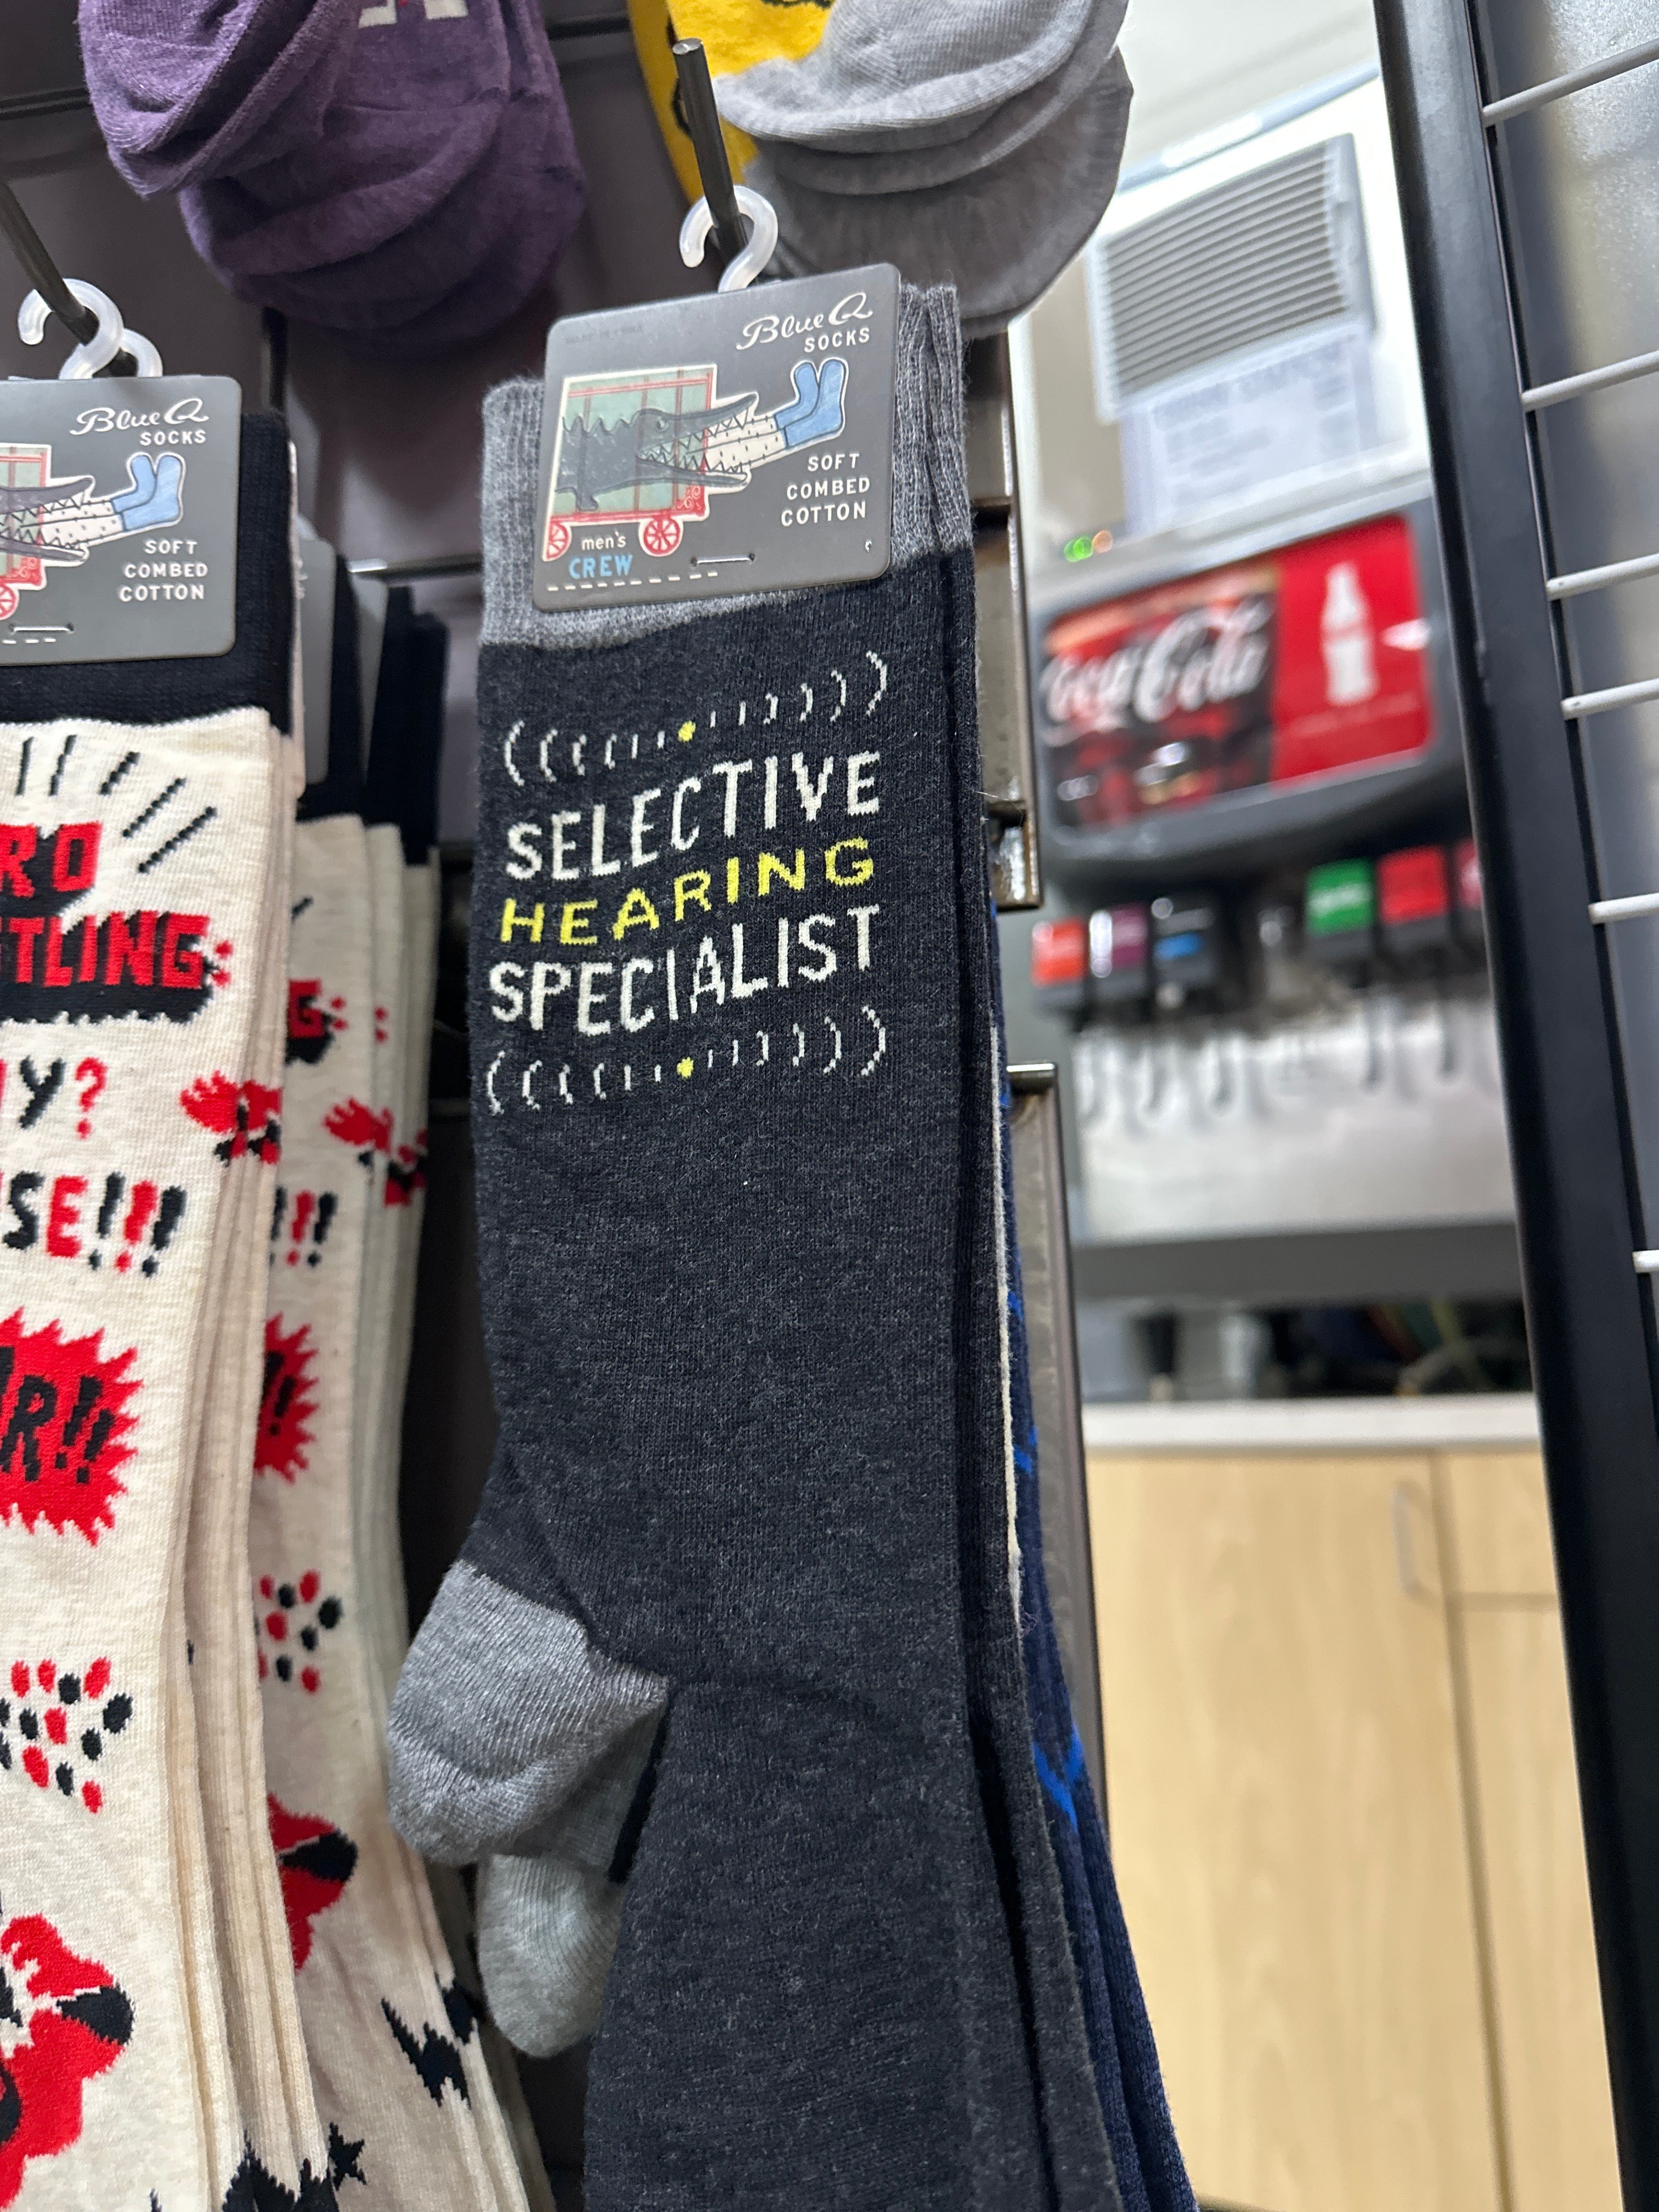 Blue Q
SOCKS
SOFT
COMBED
COTTON
men's
CREW
SELECTIVE
HEARING
SPECIALIST
Blue Q
SOCKS
SOFT
COMBED
COTTON
Coca-Cola